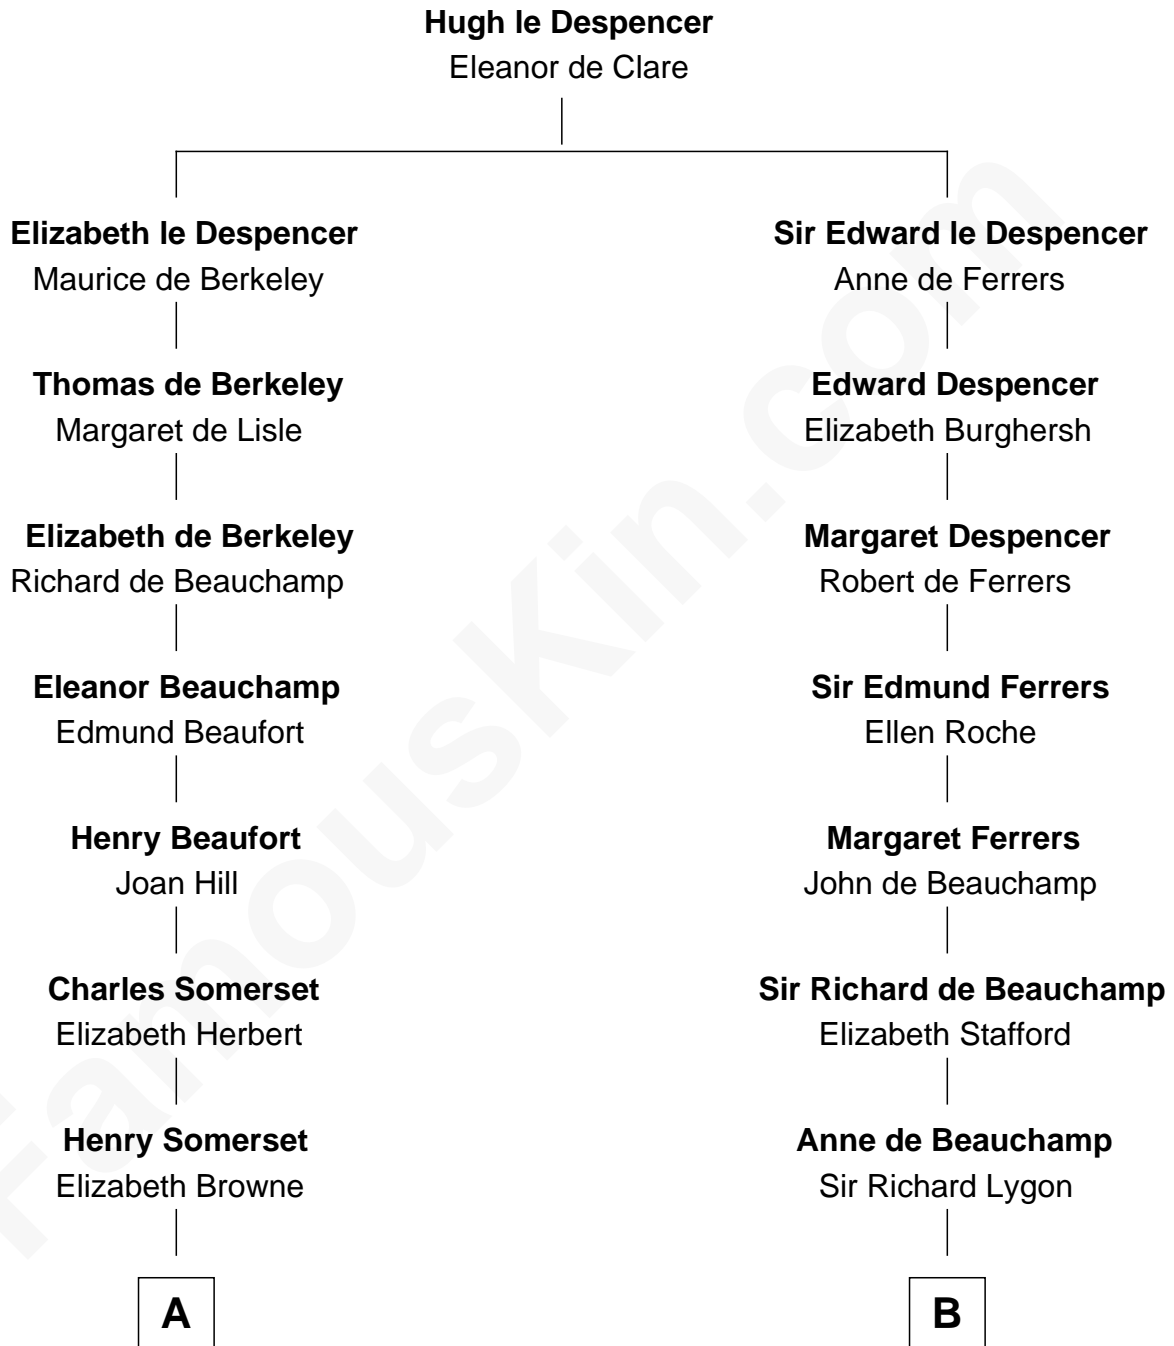 Hugh le Despencer
Eleanor de Clare
Elizabeth le Despencer
Maurice de Berkeley
Sir Edward le Despencer
Anne de Ferrers
Thomas de Berkeley
Margaret de Lisle
Edward Despencer
Elizabeth Burghersh
Elizabeth de Berkeley
Richard de Beauchamp
Margaret Despencer
Robert de Ferrers
Eleanor Beauchamp
Edmund Beaufort
Sir Edmund Ferrers
Ellen Roche
Henry Beaufort
Joan Hill
Margaret Ferrers
John de Beauchamp
Charles Somerset
Elizabeth Herbert
Sir Richard de Beauchamp
Elizabeth Stafford
Henry Somerset
Elizabeth Browne
Anne de Beauchamp
Sir Richard Lygon
A
B
FamousKin.com